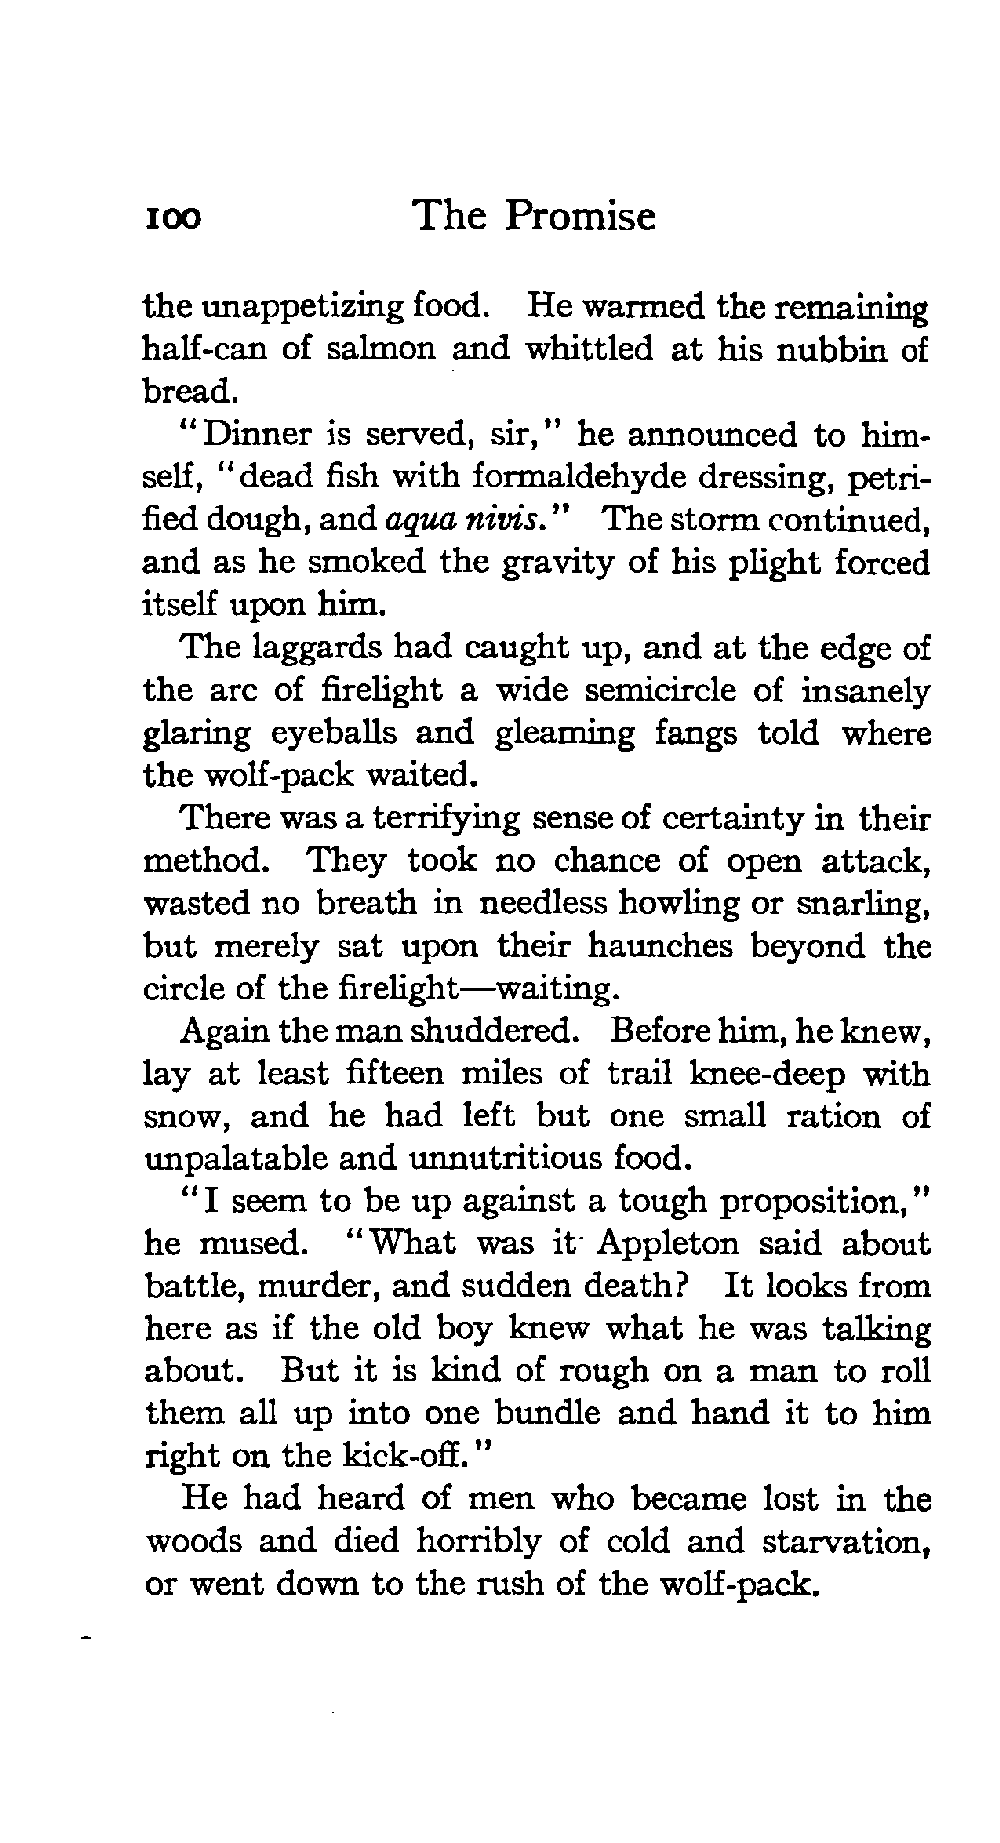 100 The Promise
the unappetizing food. He warmed the remaining
half-can of salmon and whittled at his nubbin of
bread.
"Dinner is served, sir," he announced to him-
self, "dead fish with formaldehyde dressing, petri-
fied dough, and aqua nivis." The storm continued,
and as he smoked the gravity of his plight forced
itself upon him.
The laggards had caught up, and at the edge of
the arc of firelight a wide semicircle of insanely
glaring eyeballs and gleaming fangs told where
the wolf-pack waited.
There was a terrifying sense of certainty in their
method. They took no chance of open attack,
wasted no breath in needless howling or snarling,
but merely sat upon their haunches beyond the
circle of the firelight—waiting.
Again the man shuddered. Before him, he knew,
lay at least fifteen miles of trail knee-deep with
snow, and he had left but one small ration of
unpalatable and unnutritious food.
"I seem to be up against a tough proposition,"
he mused. "What was it Appleton said about
battle, murder, and sudden death? It looks from
here as if the old boy knew what he was talking
about. But it is kind of rough on a man to roll
them all up into one bundle and hand it to him
right on the kick-off."
He had heard of men who became lost in the
woods and died horribly of cold and starvation,
or went down to the rush of the wolf-pack.